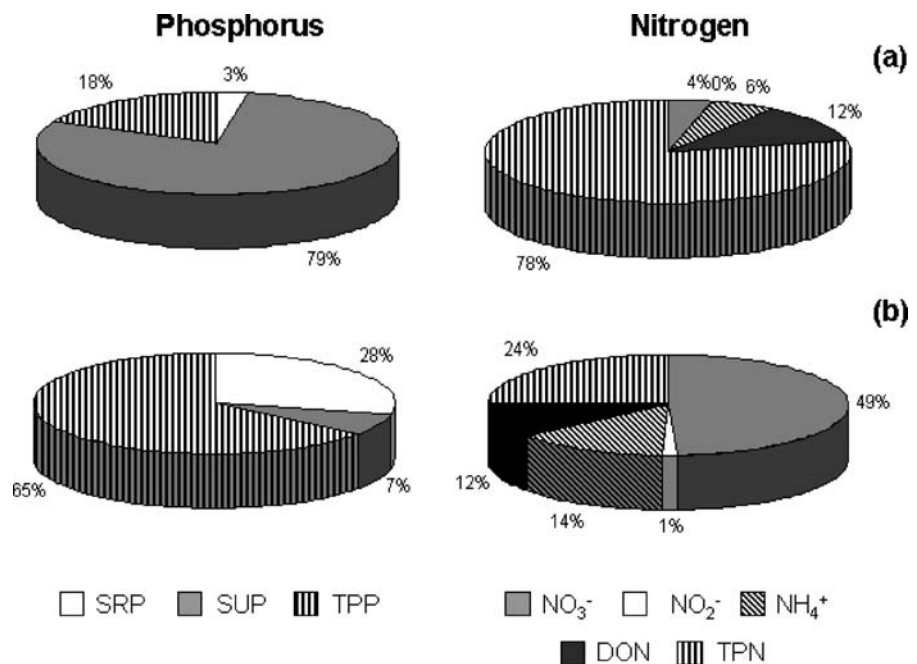 Phosphorus Nitrogen
(a)
18% 3% 4% 0% 6% 12%
79% 78%
(b)
28% 24% 49%
65% 7% 12% 14% 1%
SRP SUP TPP NO₃⁻ NO₂⁻ NH₄⁺
DON TPN